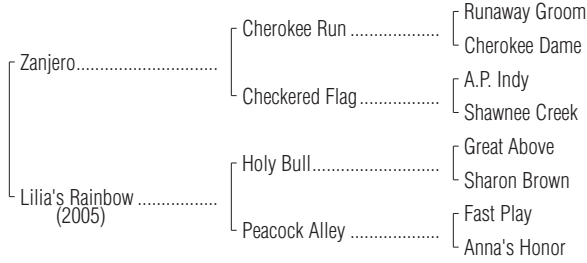 Runaway Groom
Cherokee Run ....................
Cherokee Dame
Zanjero................................
A.P. Indy
Checkered Flag ..................
Shawnee Creek
Great Above
Holy Bull.............................
Sharon Brown
Lilia's Rainbow ..................
(2005)
Fast Play
Peacock Alley ....................
Anna's Honor